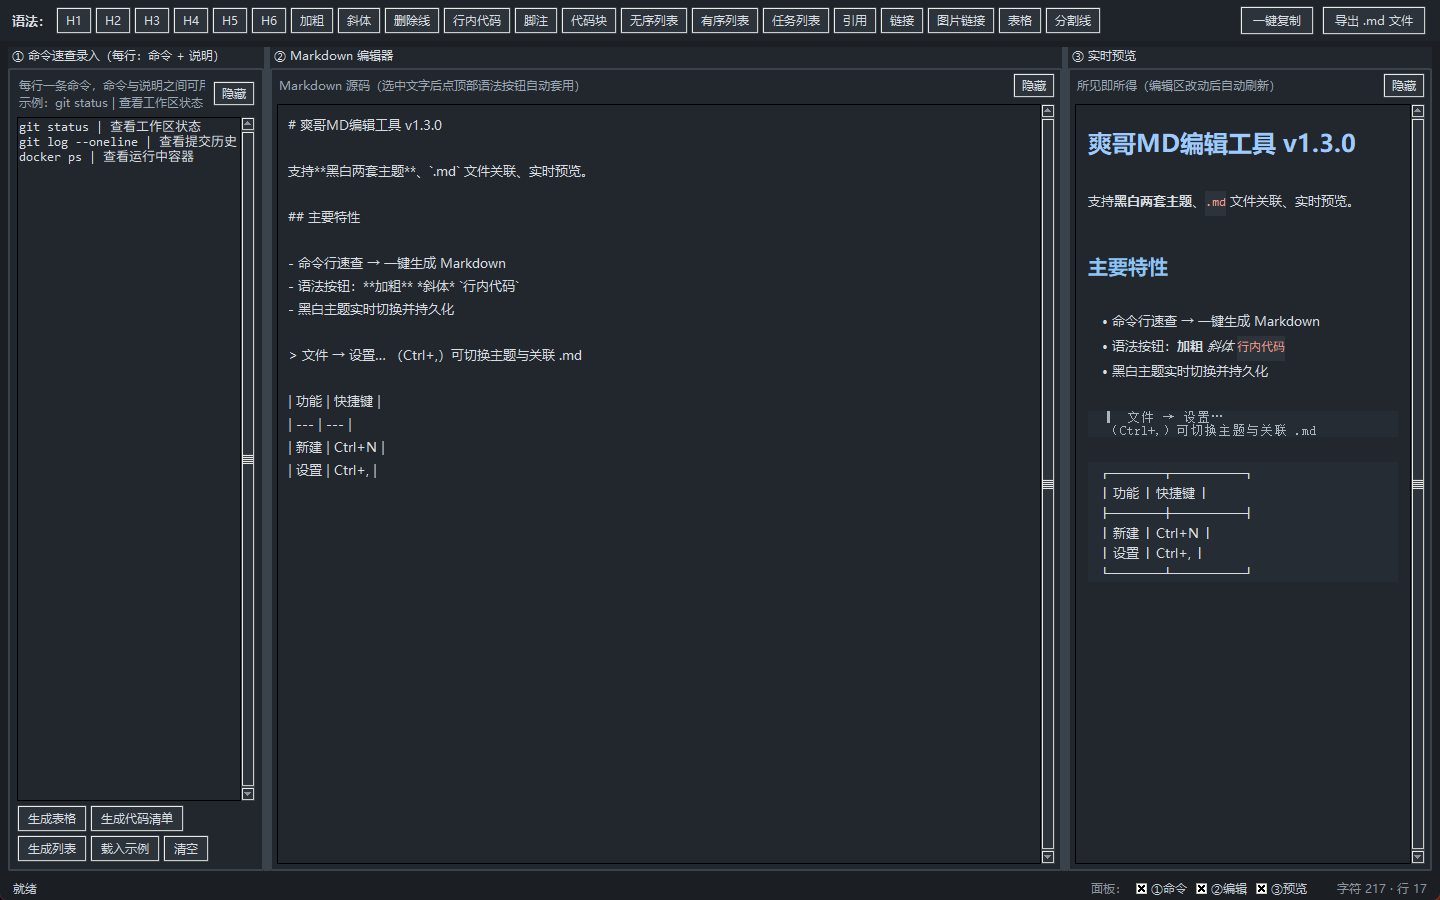 语法： H1 H2 H3 H4 H5 H6 加粗 斜体 删除线 行内代码 脚注 代码块 无序列表 有序列表 任务列表 引用 链接 图片链接 表格 分割线 一键复制 导出 .md 文件
① 命令速查录入（每行：命令 + 说明）
每行一条命令，命令与说明之间可用
示例：git status | 查看工作区状态
隐藏
git status | 查看工作区状态
git log --oneline | 查看提交历史
docker ps | 查看运行中容器
生成表格 生成代码清单
生成列表 载入示例 清空
② Markdown 编辑器
Markdown 源码（选中文字后点顶部语法按钮自动套用）
隐藏
# 爽哥MD编辑工具 v1.3.0
支持**黑白两套主题**、`.md` 文件关联、实时预览。
## 主要特性
- 命令行速查 → 一键生成 Markdown
- 语法按钮：**加粗** *斜体* `行内代码`
- 黑白主题实时切换并持久化
> 文件 → 设置… （Ctrl+,）可切换主题与关联 .md
| 功能 | 快捷键 |
| --- | --- |
| 新建 | Ctrl+N |
| 设置 | Ctrl+, |
③ 实时预览
所见即所得（编辑区改动后自动刷新）
隐藏
爽哥MD编辑工具 v1.3.0
支持黑白两套主题、.md 文件关联、实时预览。
主要特性
• 命令行速查 → 一键生成 Markdown
• 语法按钮：加粗 斜体 行内代码
• 黑白主题实时切换并持久化
文件 → 设置…
（Ctrl+,）可切换主题与关联 .md
| 功能 | 快捷键 |
| 新建 | Ctrl+N |
| 设置 | Ctrl+, |
就绪
面板： ①命令 ②编辑 ③预览 字符 217 · 行 17